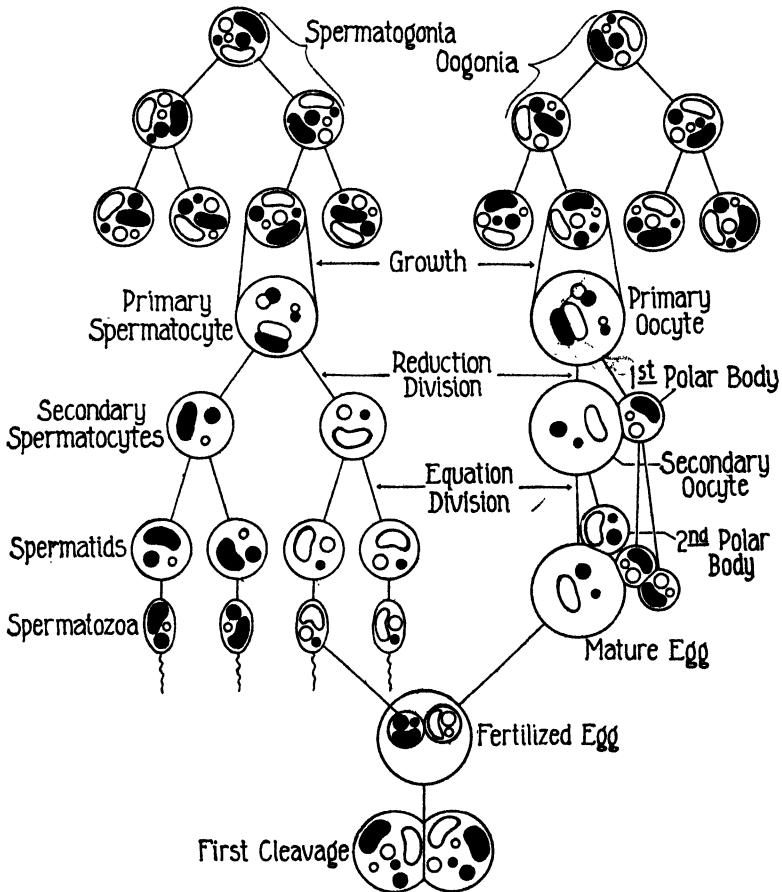 Spermatogonia
Oogonia
Growth
Primary
Spermatocyte
Primary
Oocyte
Reduction
Division
1st Polar Body
Secondary
Spermatocytes
Secondary
Oocyte
Equation
Division
Spermatids
2nd Polar
Body
Spermatozoa
Mature Egg
Fertilized Egg
First Cleavage